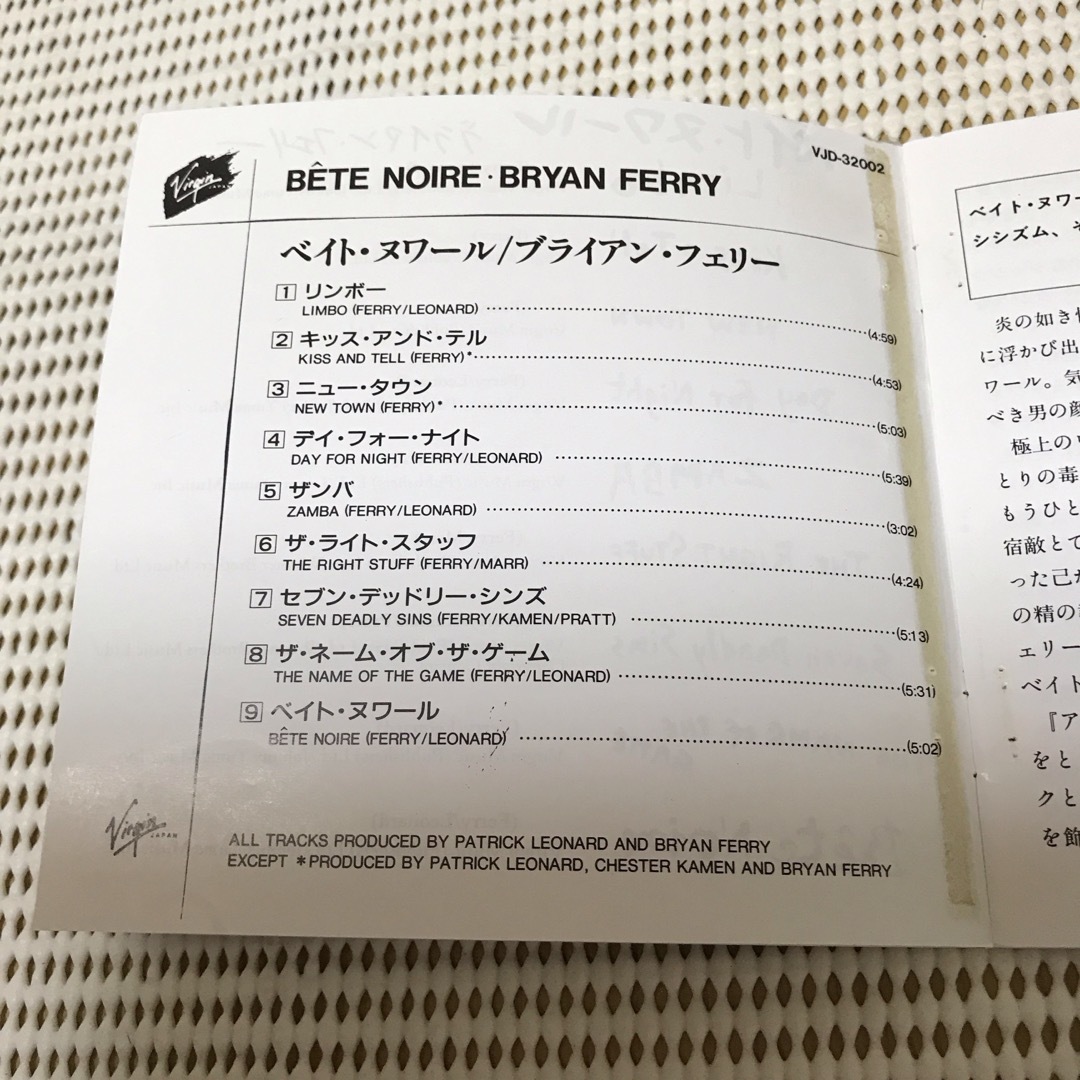 Virgin
JAPAN
VJD-32002
BÊTE NOIRE・BRYAN FERRY
ベイト・ヌワール/ブライアン・フェリー
1 リンボー
LIMBO (FERRY/LEONARD) (4:59)
2 キッス・アンド・テル
KISS AND TELL (FERRY)* (4:53)
3 ニュー・タウン
NEW TOWN (FERRY)* (5:03)
4 デイ・フォー・ナイト
DAY FOR NIGHT (FERRY/LEONARD) (5:39)
5 ザンバ
ZAMBA (FERRY/LEONARD) (3:02)
6 ザ・ライト・スタッフ
THE RIGHT STUFF (FERRY/MARR) (4:24)
7 セブン・デッドリー・シンズ
SEVEN DEADLY SINS (FERRY/KAMEN/PRATT) (5:13)
8 ザ・ネーム・オブ・ザ・ゲーム
THE NAME OF THE GAME (FERRY/LEONARD) (5:31)
9 ベイト・ヌワール
BÊTE NOIRE (FERRY/LEONARD) (5:02)
Virgin
JAPAN
ALL TRACKS PRODUCED BY PATRICK LEONARD AND BRYAN FERRY
EXCEPT *PRODUCED BY PATRICK LEONARD, CHESTER KAMEN AND BRYAN FERRY
ベイト・ヌワー
シシズム、そ
炎の如き
に浮かび出
ワール。気
べき男の顔
極上の
とりの毒
もうひと
宿敵とて
った己が
の精の
ェリー
ベイト
『ア
をと
クと
を飾